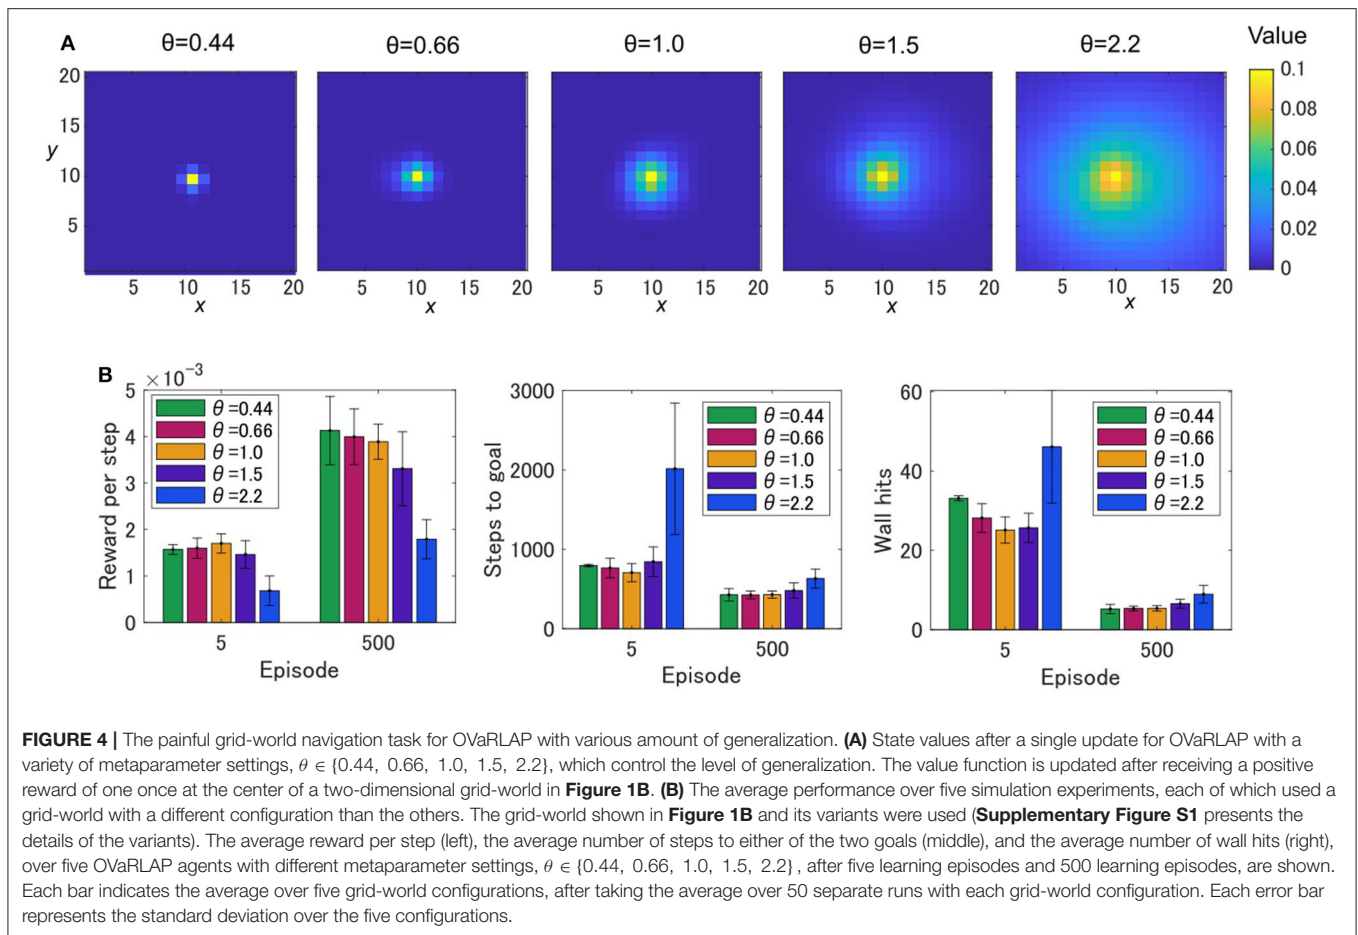 A
θ=0.44 θ=0.66 θ=1.0 θ=1.5 θ=2.2 Value
20 0.1
15 0.08
y 0.06
10 0.04
5 0.02
0
5 10 15 20 5 10 15 20 5 10 15 20 5 10 15 20 5 10 15 20
x x x x x
B
×10⁻³
5
4
3
2
1
0
Reward per step
θ=0.44
θ=0.66
θ=1.0
θ=1.5
θ=2.2
5 500
Episode
3000
2000
1000
0
Steps to goal
θ=0.44
θ=0.66
θ=1.0
θ=1.5
θ=2.2
5 500
Episode
60
40
20
0
Wall hits
θ=0.44
θ=0.66
θ=1.0
θ=1.5
θ=2.2
5 500
Episode
FIGURE 4 | The painful grid-world navigation task for OVaRLAP with various amount of generalization. (A) State values after a single update for OVaRLAP with a
variety of metaparameter settings, θ ∈ {0.44, 0.66, 1.0, 1.5, 2.2}, which control the level of generalization. The value function is updated after receiving a positive
reward of one once at the center of a two-dimensional grid-world in Figure 1B. (B) The average performance over five simulation experiments, each of which used a
grid-world with a different configuration than the others. The grid-world shown in Figure 1B and its variants were used (Supplementary Figure S1 presents the
details of the variants). The average reward per step (left), the average number of steps to either of the two goals (middle), and the average number of wall hits (right),
over five OVaRLAP agents with different metaparameter settings, θ ∈ {0.44, 0.66, 1.0, 1.5, 2.2}, after five learning episodes and 500 learning episodes, are shown.
Each bar indicates the average over five grid-world configurations, after taking the average over 50 separate runs with each grid-world configuration. Each error bar
represents the standard deviation over the five configurations.